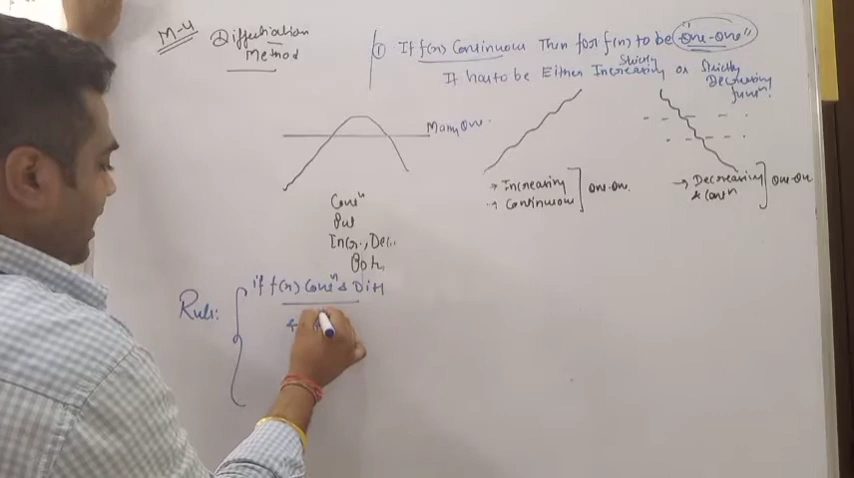 M-4 Differentiation
Method
① If f(x) Continuous Then for f(x) to be "one-one"
It has to be Either Strictly Increasing or Strictly
Decreasing
funcⁿ.
Many One.
→ Increasing
→ Continuous
one-one.
→ Decreasing
& Contⁿ
one-one
Contⁿ
But
Incr., Dec.
Both
Rule: if f(x) Contⁿ & Diff
&